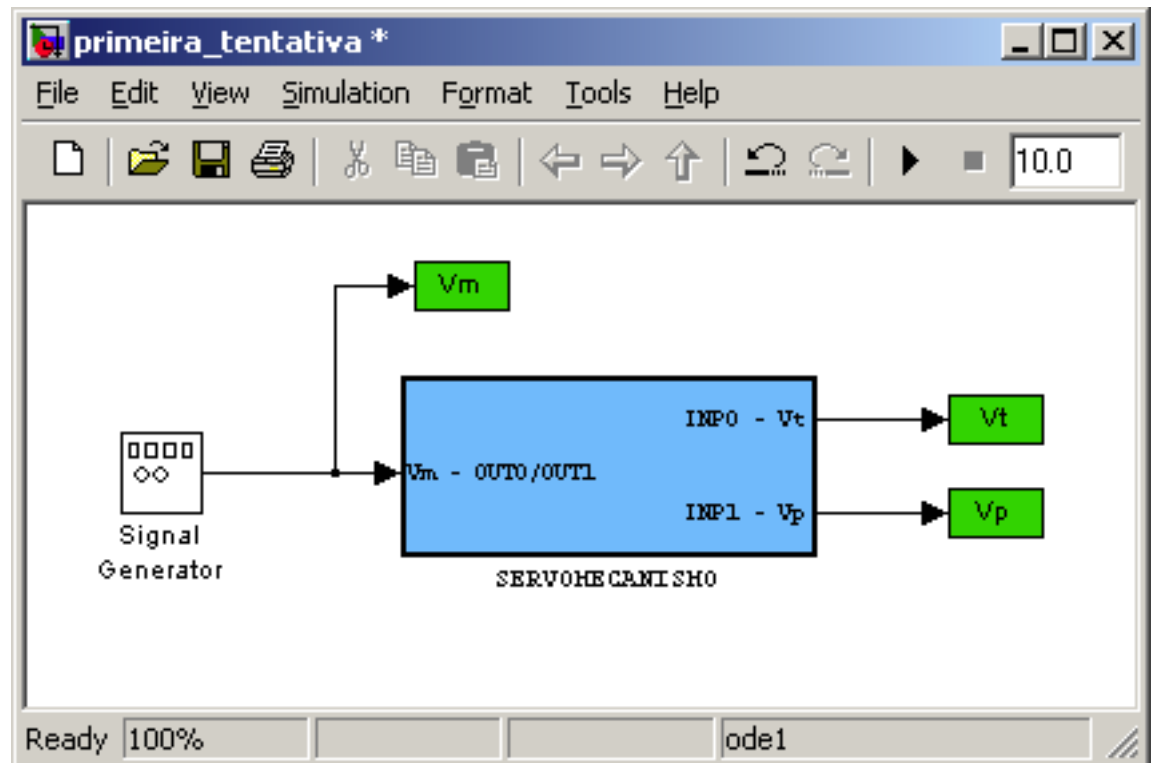 primeira_tentativa *
File Edit View Simulation Format Tools Help
10.0
Vm
INP0 - Vt
Vt
Vm - OUT0/OUT1
INP1 - Vp
Vp
Signal
Generator
SERVOMECANISMO
Ready 100% ode1